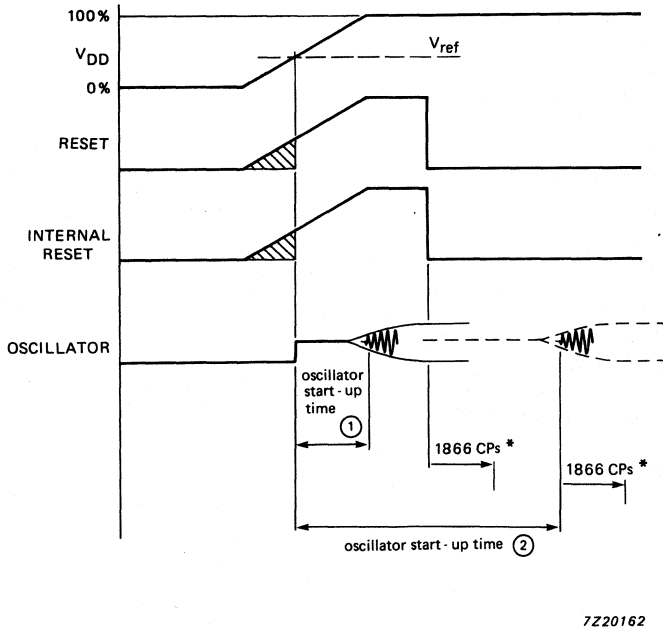 100%
VDD
0%
Vref
RESET
INTERNAL
RESET
OSCILLATOR
oscillator
start - up
time
1
1866 CPs *
1866 CPs *
oscillator start - up time 2
7Z20162